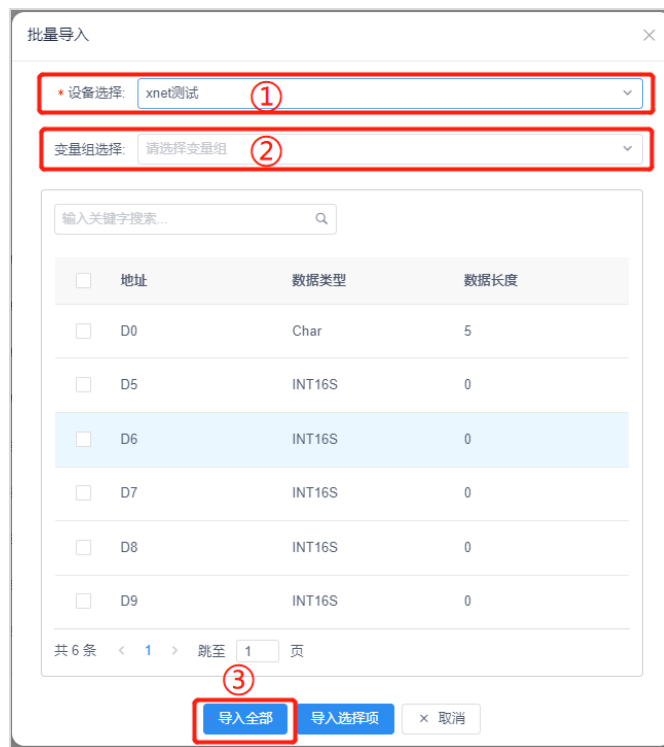 批量导入 ×
* 设备选择: xnet测试 ①
变量组选择: 请选择变量组 ②
输入关键字搜索...
地址 数据类型 数据长度
D0 Char 5
D5 INT16S 0
D6 INT16S 0
D7 INT16S 0
D8 INT16S 0
D9 INT16S 0
共 6 条 < 1 > 跳至 1 页
③
导入全部 导入选择项 × 取消